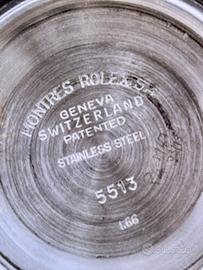 MONTRES ROLEX S.A.
GENEVA
SWITZERLAND
PATENTED
STAINLESS STEEL
5513
I.66